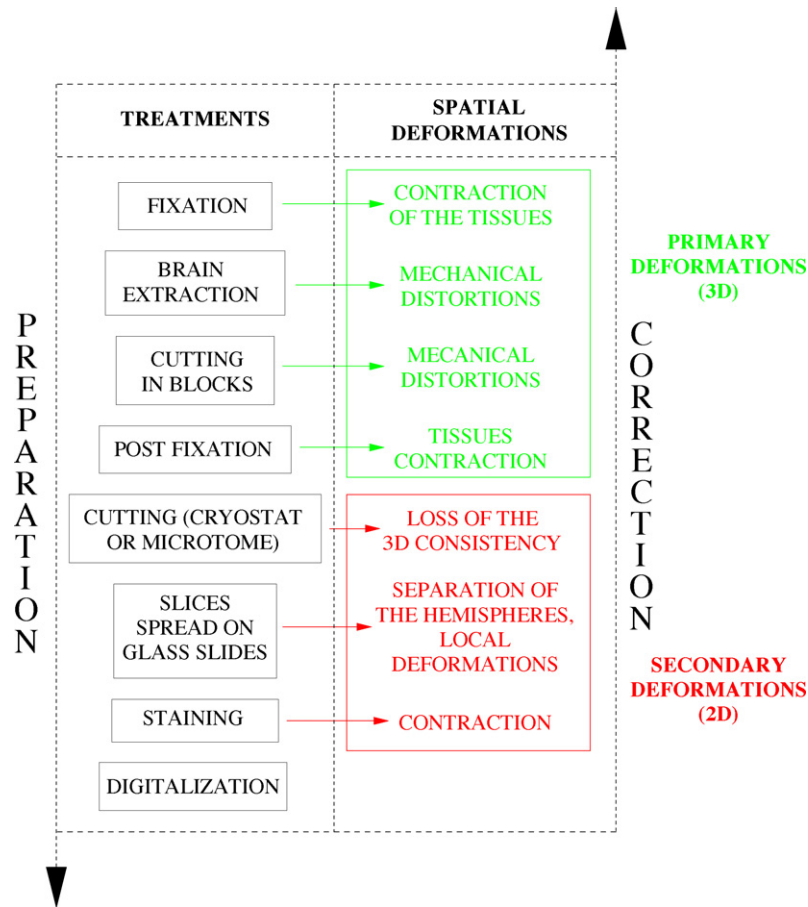 TREATMENTS
SPATIAL
DEFORMATIONS
FIXATION
CONTRACTION
OF THE TISSUES
BRAIN
EXTRACTION
MECHANICAL
DISTORTIONS
CUTTING
IN BLOCKS
MECANICAL
DISTORTIONS
POST FIXATION
TISSUES
CONTRACTION
CUTTING (CRYOSTAT
OR MICROTOME)
LOSS OF THE
3D CONSISTENCY
SLICES
SPREAD ON
GLASS SLIDES
SEPARATION OF
THE HEMISPHERES,
LOCAL
DEFORMATIONS
STAINING
CONTRACTION
DIGITALIZATION
PREPARATION
CORRECTION
PRIMARY
DEFORMATIONS
(3D)
SECONDARY
DEFORMATIONS
(2D)